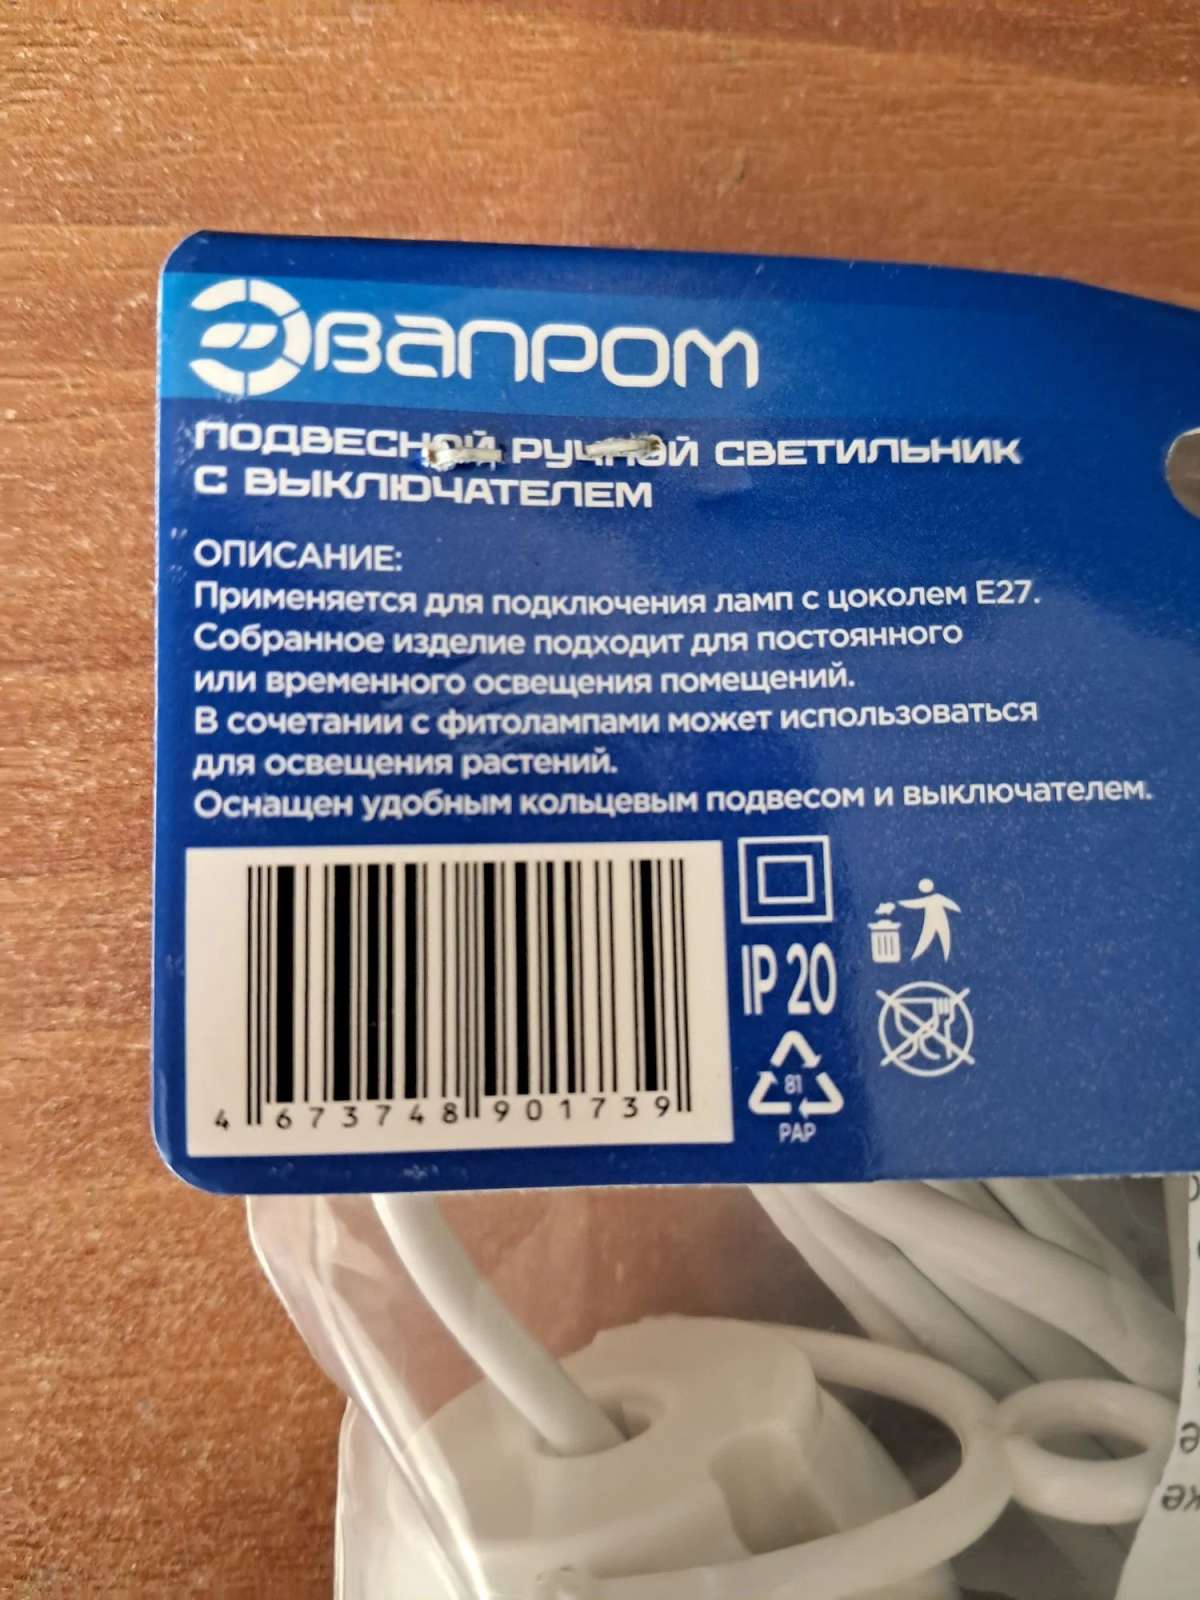 Эвапром
ПОДВЕСНОЙ РУЧНОЙ СВЕТИЛЬНИК
С ВЫКЛЮЧАТЕЛЕМ
ОПИСАНИЕ:
Применяется для подключения ламп с цоколем E27.
Собранное изделие подходит для постоянного
или временного освещения помещений.
В сочетании с фитолампами может использоваться
для освещения растений.
Оснащен удобным кольцевым подвесом и выключателем.
4 673748 901739
IP 20
81
PAP